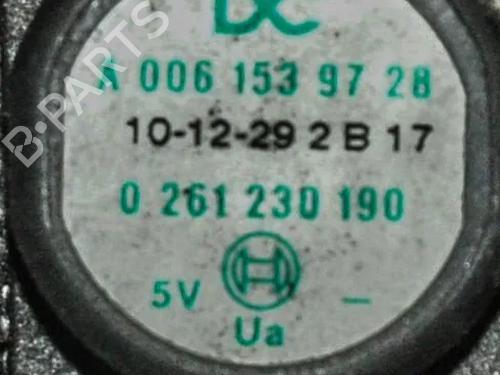 DC
A 006 153 97 28
10-12-29 2 B 17
0 261 230 190
5V
Ua
B-PARTS